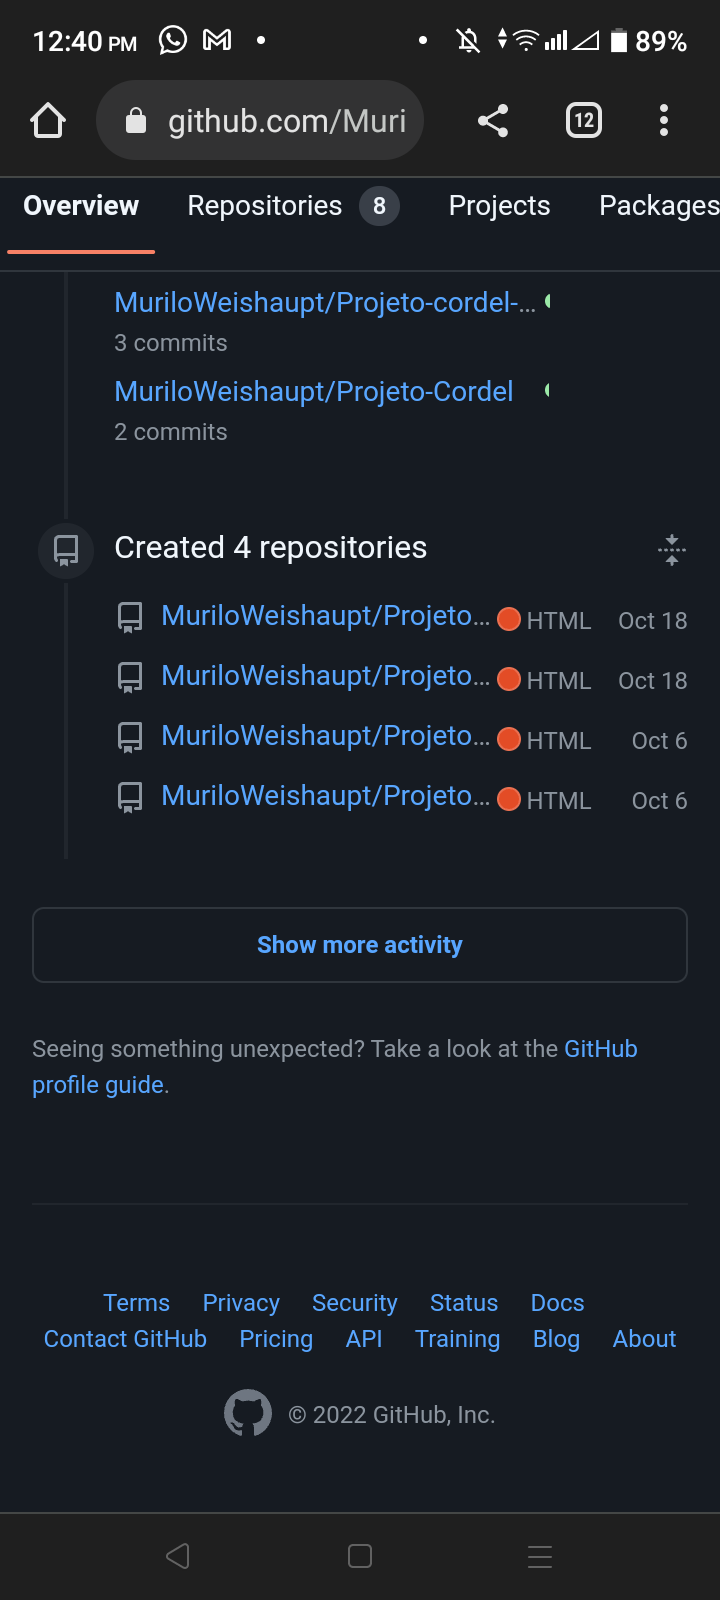 12:40 PM 89%
github.com/Muri 12
Overview Repositories 8 Projects Packages
MuriloWeishaupt/Projeto-cordel-...
3 commits
MuriloWeishaupt/Projeto-Cordel
2 commits
Created 4 repositories
MuriloWeishaupt/Projeto... HTML Oct 18
MuriloWeishaupt/Projeto... HTML Oct 18
MuriloWeishaupt/Projeto... HTML Oct 6
MuriloWeishaupt/Projeto... HTML Oct 6
Show more activity
Seeing something unexpected? Take a look at the GitHub
profile guide.
Terms Privacy Security Status Docs
Contact GitHub Pricing API Training Blog About
© 2022 GitHub, Inc.